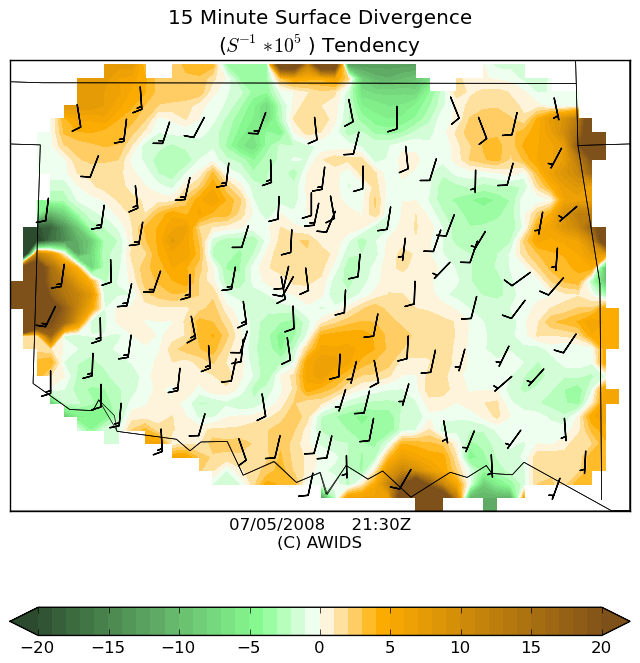 15 Minute Surface Divergence
(S⁻¹ * 10⁵ ) Tendency
07/05/2008 21:30Z
(C) AWIDS
−20 −15 −10 −5 0 5 10 15 20